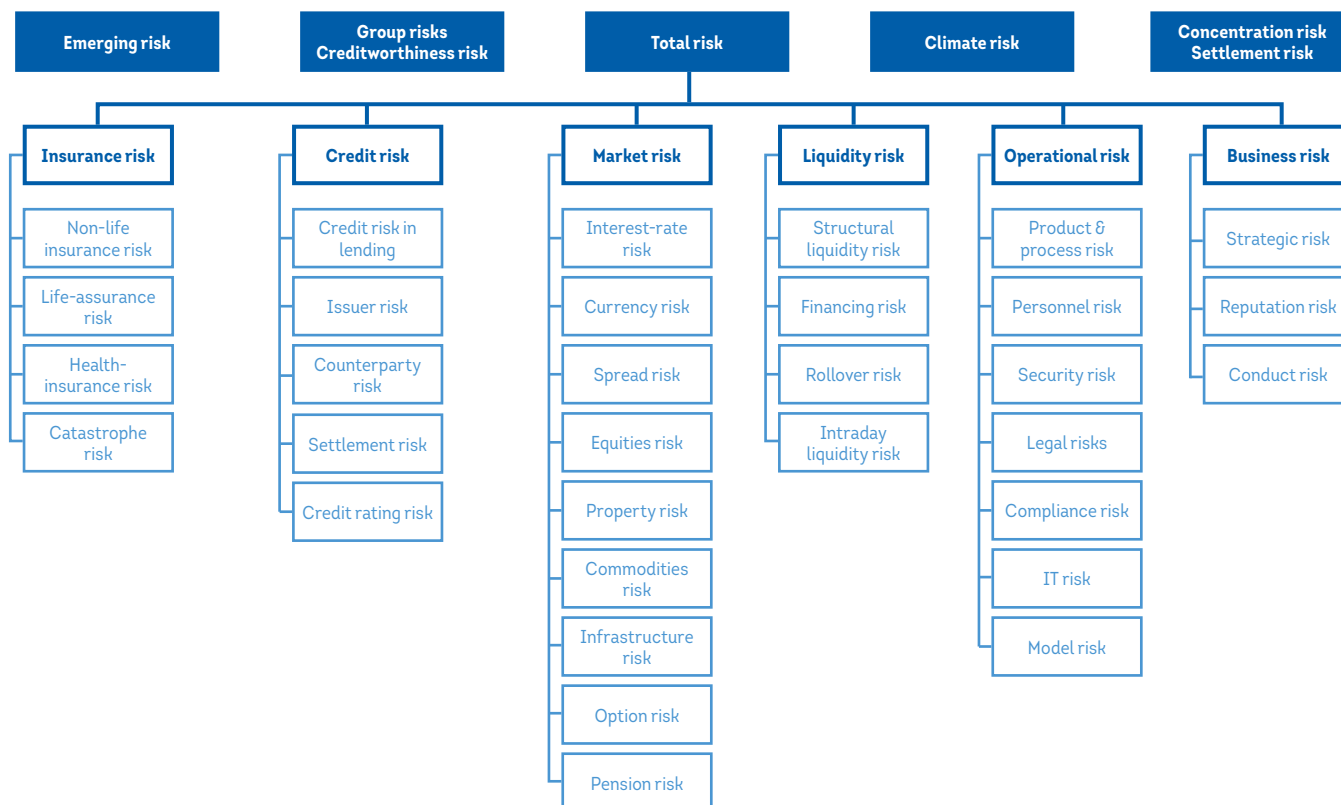 Emerging risk
Group risks
Creditworthiness risk
Total risk
Climate risk
Concentration risk
Settlement risk
Insurance risk
Credit risk
Market risk
Liquidity risk
Operational risk
Business risk
Non-life
insurance risk
Life-assurance
risk
Health-
insurance risk
Catastrophe
risk
Credit risk in
lending
Issuer risk
Counterparty
risk
Settlement risk
Credit rating risk
Interest-rate
risk
Currency risk
Spread risk
Equities risk
Property risk
Commodities
risk
Infrastructure
risk
Option risk
Pension risk
Structural
liquidity risk
Financing risk
Rollover risk
Intraday
liquidity risk
Product &
process risk
Personnel risk
Security risk
Legal risks
Compliance risk
IT risk
Model risk
Strategic risk
Reputation risk
Conduct risk